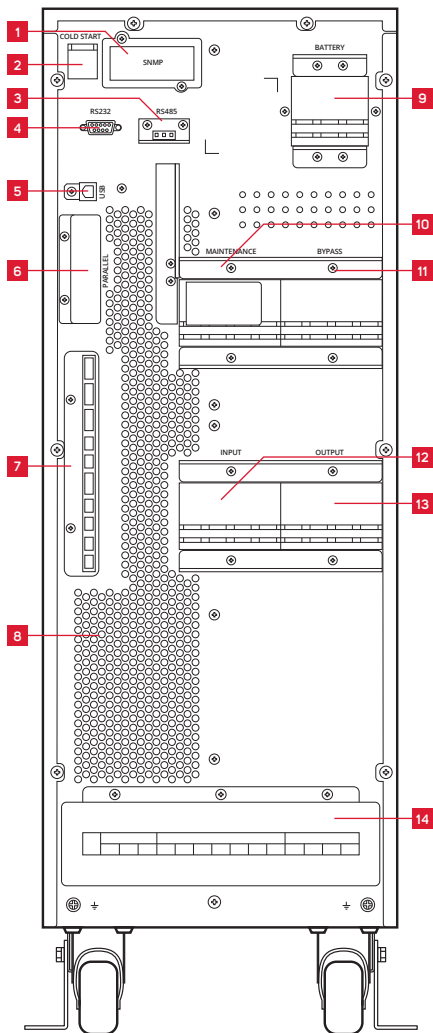 1
COLD START
BATTERY
2
SNMP
3
RS232
RS485
9
4
5
USB
10
MAINTENANCE
BYPASS
6
PARALLEL
11
INPUT
OUTPUT
12
7
13
8
14